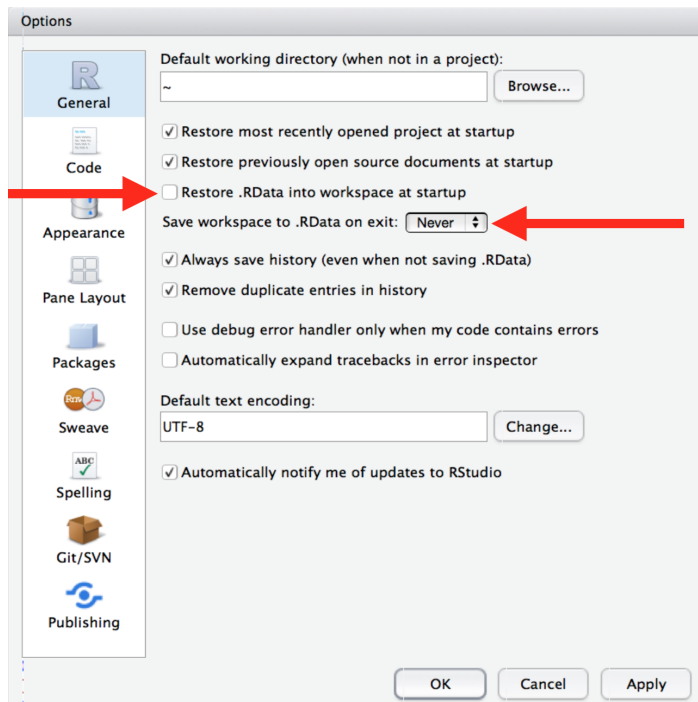 Options
General
Code
Appearance
Pane Layout
Packages
Rnw
Sweave
ABC
Spelling
Git/SVN
Publishing
Default working directory (when not in a project):
~
Browse...
Restore most recently opened project at startup
Restore previously open source documents at startup
Restore .RData into workspace at startup
Save workspace to .RData on exit: Never
Always save history (even when not saving .RData)
Remove duplicate entries in history
Use debug error handler only when my code contains errors
Automatically expand tracebacks in error inspector
Default text encoding:
UTF-8
Change...
Automatically notify me of updates to RStudio
OK
Cancel
Apply